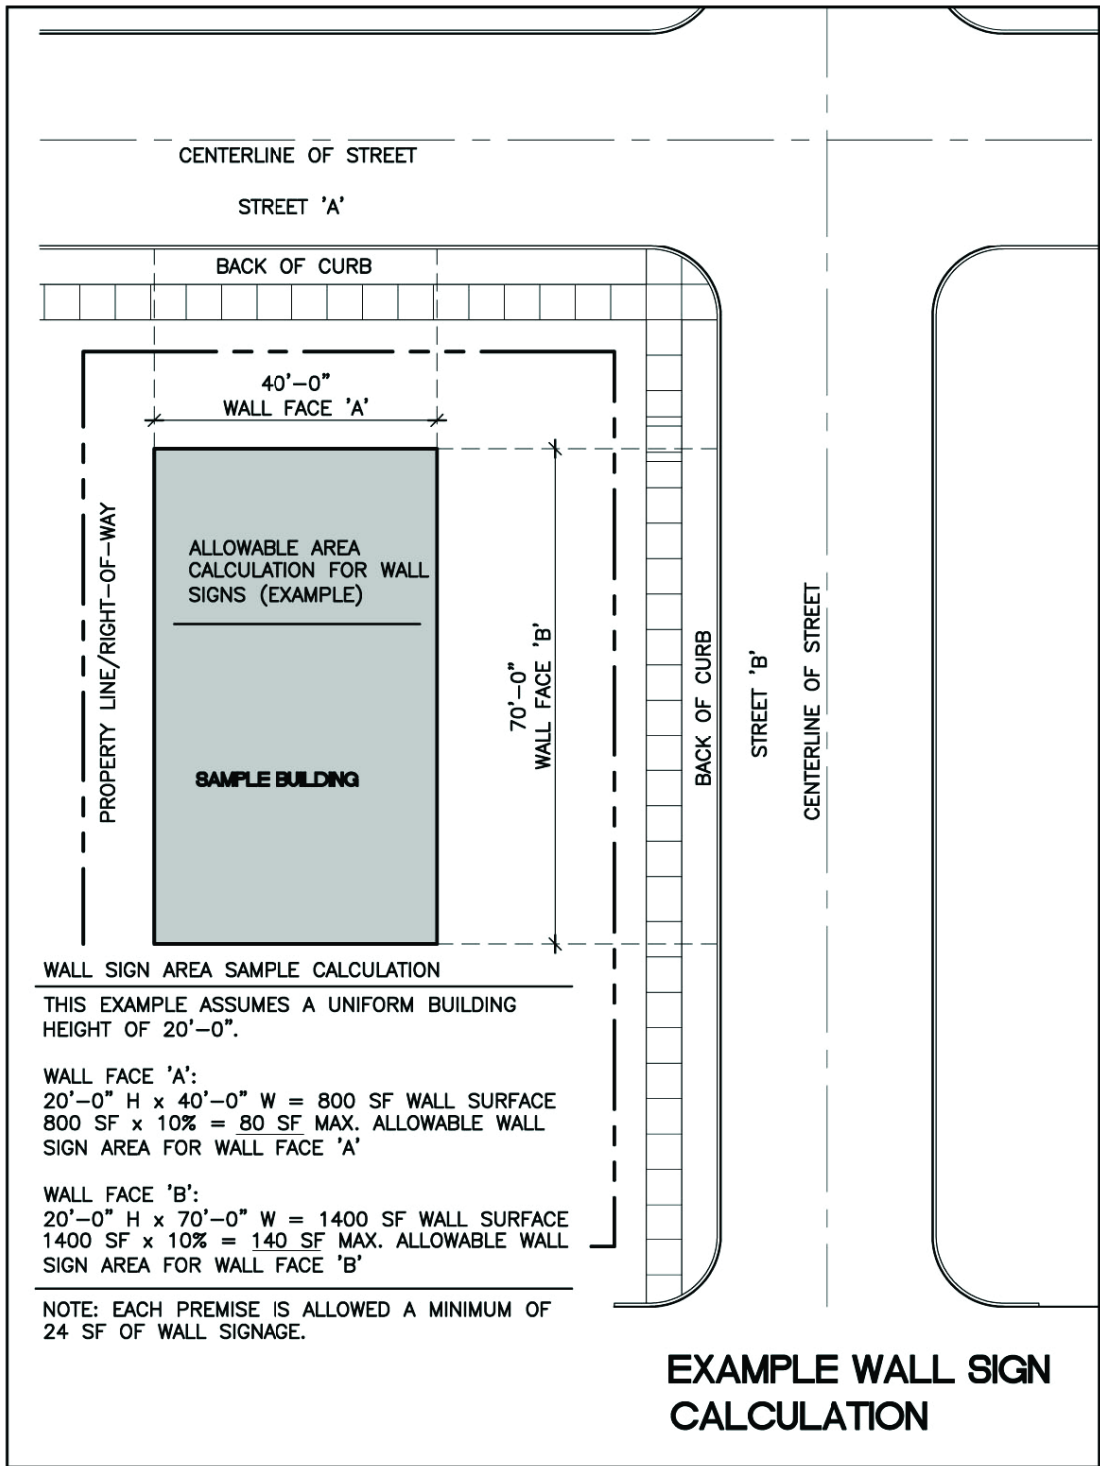 CENTERLINE OF STREET
STREET 'A'
BACK OF CURB
40'-0"
WALL FACE 'A'
PROPERTY LINE/RIGHT-OF-WAY
ALLOWABLE AREA
CALCULATION FOR WALL
SIGNS (EXAMPLE)
SAMPLE BUILDING
70'-0"
WALL FACE 'B'
BACK OF CURB
STREET 'B'
CENTERLINE OF STREET
WALL SIGN AREA SAMPLE CALCULATION
THIS EXAMPLE ASSUMES A UNIFORM BUILDING
HEIGHT OF 20'-0".
WALL FACE 'A':
20'-0" H x 40'-0" W = 800 SF WALL SURFACE
800 SF x 10% = 80 SF MAX. ALLOWABLE WALL
SIGN AREA FOR WALL FACE 'A'
WALL FACE 'B':
20'-0" H x 70'-0" W = 1400 SF WALL SURFACE
1400 SF x 10% = 140 SF MAX. ALLOWABLE WALL
SIGN AREA FOR WALL FACE 'B'
NOTE: EACH PREMISE IS ALLOWED A MINIMUM OF
24 SF OF WALL SIGNAGE.
EXAMPLE WALL SIGN
CALCULATION